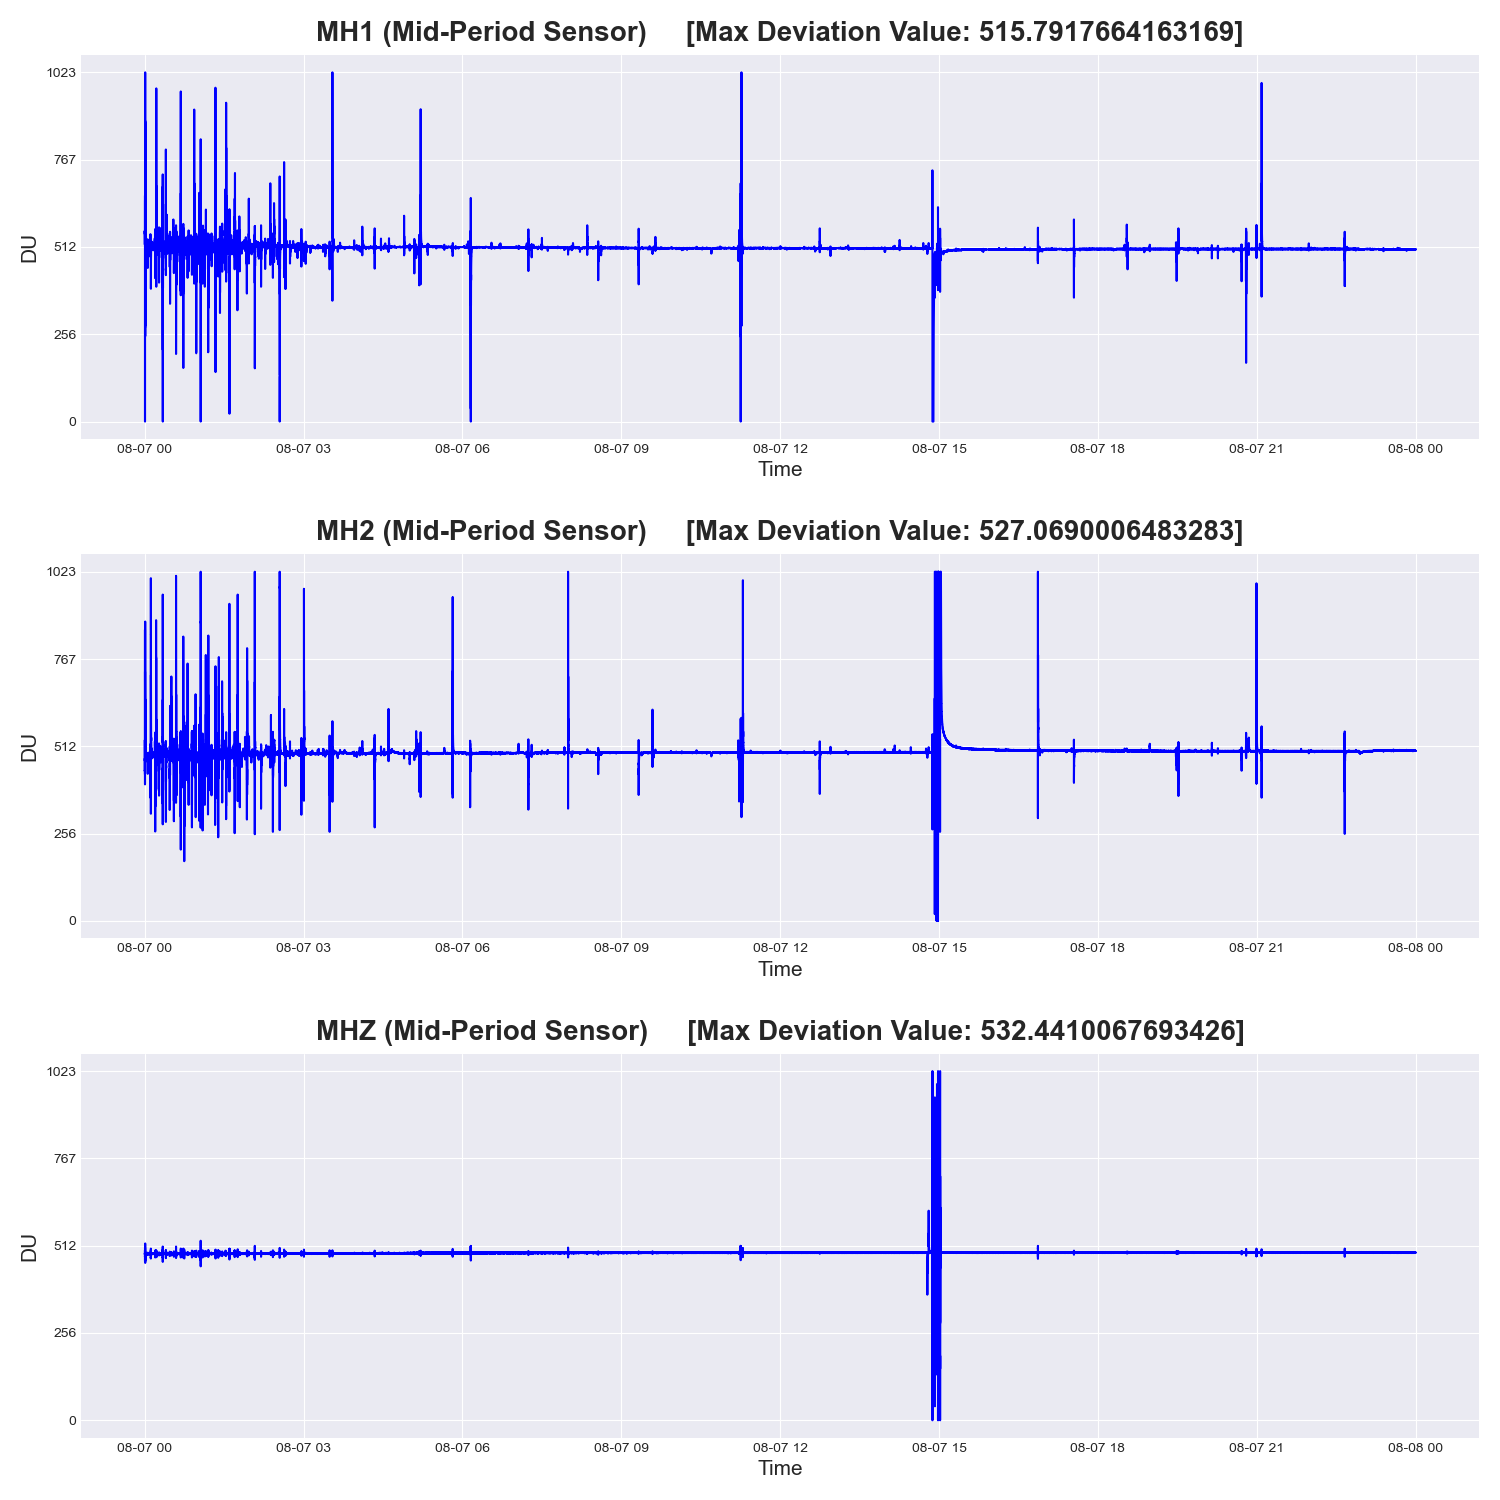 MH1 (Mid-Period Sensor) [Max Deviation Value: 515.7917664163169]
1023
767
512
256
0
DU
08-07 00 08-07 03 08-07 06 08-07 09 08-07 12 08-07 15 08-07 18 08-07 21 08-08 00
Time
MH2 (Mid-Period Sensor) [Max Deviation Value: 527.0690006483283]
1023
767
512
256
0
DU
08-07 00 08-07 03 08-07 06 08-07 09 08-07 12 08-07 15 08-07 18 08-07 21 08-08 00
Time
MHZ (Mid-Period Sensor) [Max Deviation Value: 532.4410067693426]
1023
767
512
256
0
DU
08-07 00 08-07 03 08-07 06 08-07 09 08-07 12 08-07 15 08-07 18 08-07 21 08-08 00
Time